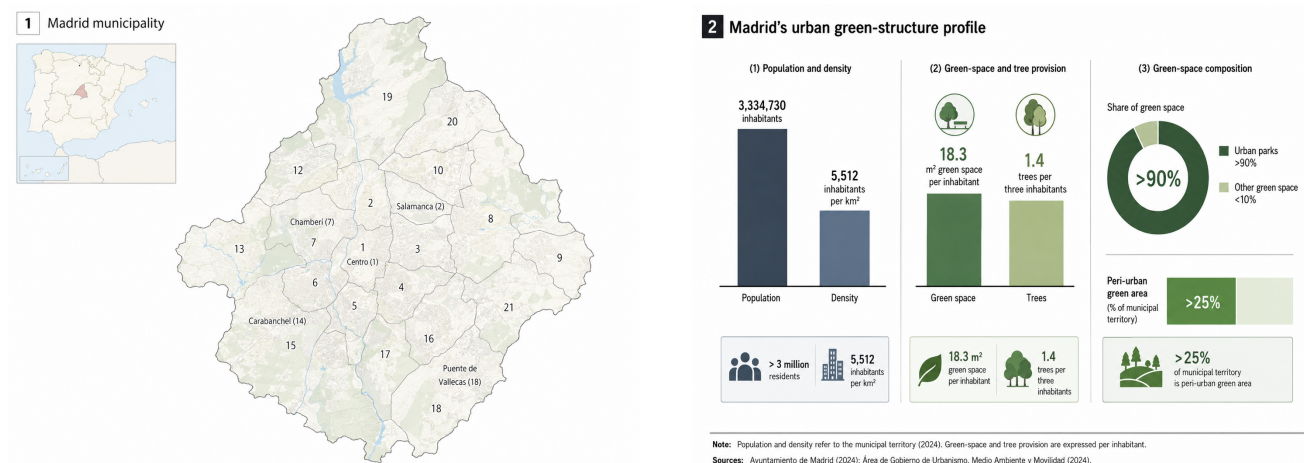 1 Madrid municipality
19
20
12
10
2
Salamanca (2)
8
Chamberí (7)
13
7
1
3
Centro (1)
9
6
4
5
21
Carabanchel (14)
15
16
17
Puente de
Vallecas (18)
18
2 Madrid's urban green-structure profile
(1) Population and density
3,334,730
inhabitants
5,512
inhabitants
per km²
Population
Density
> 3 million
residents
5,512
inhabitants
per km²
(2) Green-space and tree provision
18.3
m² green space
per inhabitant
1.4
trees per
three inhabitants
Green space
Trees
18.3 m²
green space
per inhabitant
1.4
trees per
three
inhabitants
(3) Green-space composition
Share of green space
>90%
Urban parks
>90%
Other green space
<10%
Peri-urban
green area
(% of municipal
territory)
>25%
>25%
of municipal territory
is peri-urban green area
Note: Population and density refer to the municipal territory (2024). Green-space and tree provision are expressed per inhabitant.
Sources: Ayuntamiento de Madrid (2024); Área de Gobierno de Urbanismo, Medio Ambiente y Movilidad (2024).